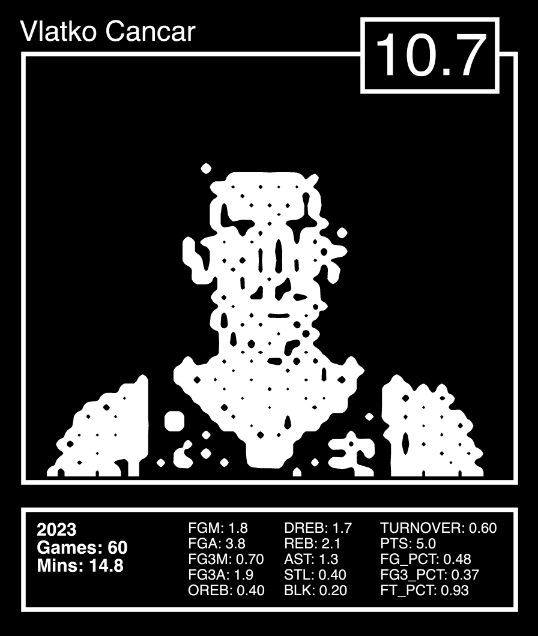 Vlatko Cancar
10.7
2023
Games: 60
Mins: 14.8
FGM: 1.8
FGA: 3.8
FG3M: 0.70
FG3A: 1.9
OREB: 0.40
DREB: 1.7
REB: 2.1
AST: 1.3
STL: 0.40
BLK: 0.20
TURNOVER: 0.60
PTS: 5.0
FG_PCT: 0.48
FG3_PCT: 0.37
FT_PCT: 0.93